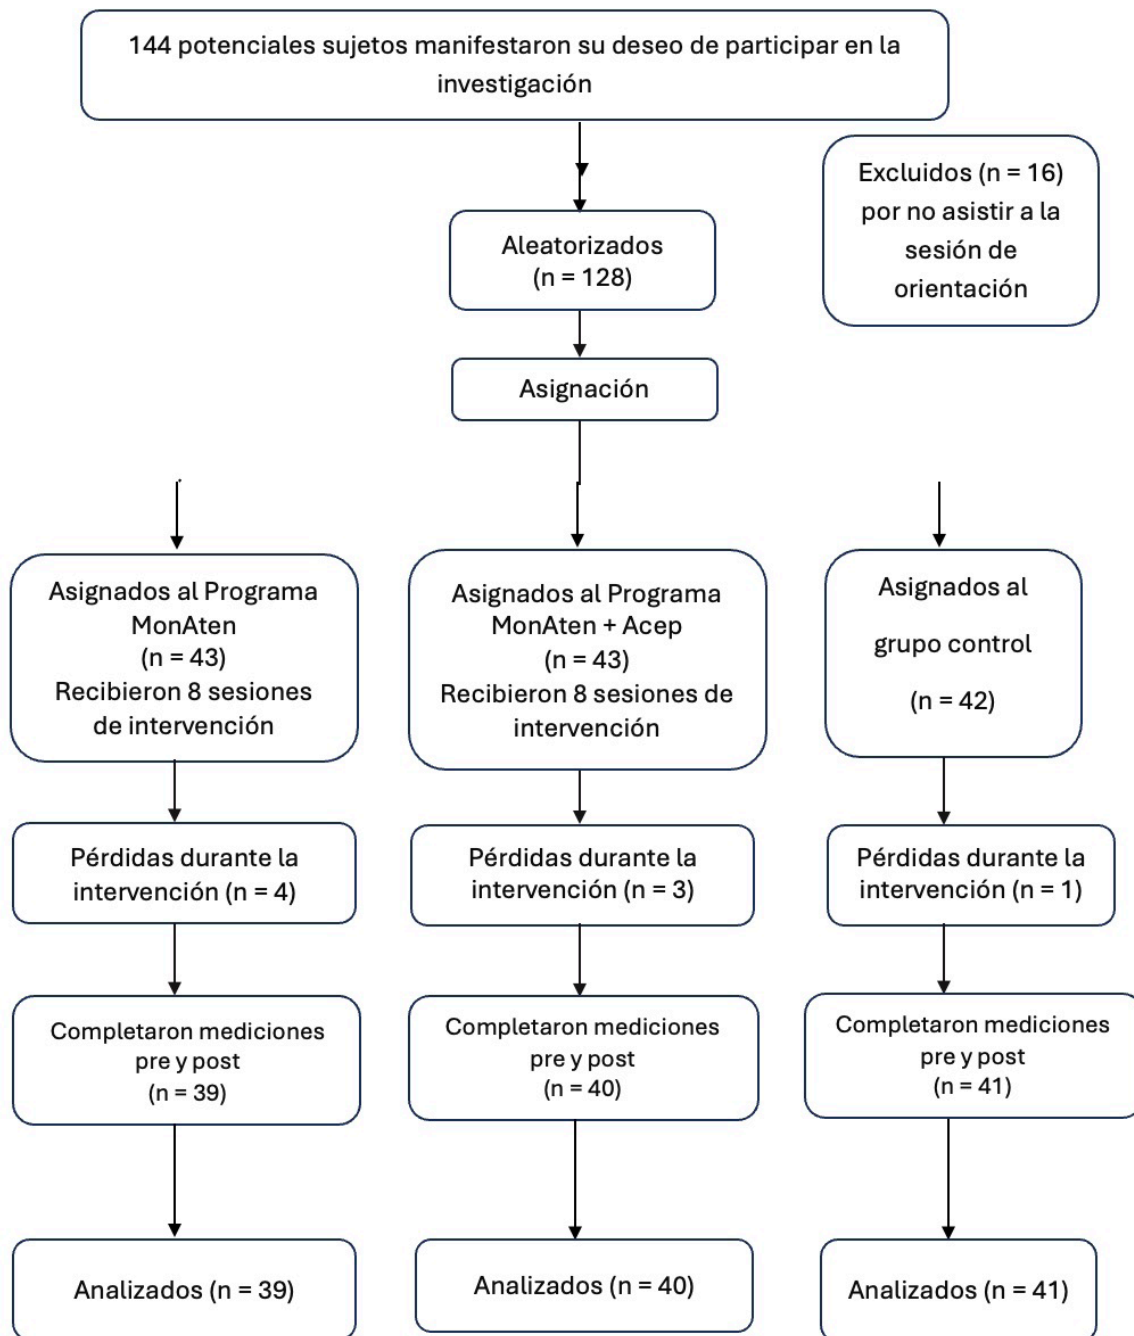 144 potenciales sujetos manifestaron su deseo de participar en la
investigación
Excluidos (n = 16)
por no asistir a la
sesión de
orientación
Aleatorizados
(n = 128)
Asignación
Asignados al Programa
MonAten
(n = 43)
Recibieron 8 sesiones
de intervención
Asignados al Programa
MonAten + Acep
(n = 43)
Recibieron 8 sesiones de
intervención
Asignados al
grupo control
(n = 42)
Pérdidas durante la
intervención (n = 4)
Pérdidas durante la
intervención (n = 3)
Pérdidas durante la
intervención (n = 1)
Completaron mediciones
pre y post
(n = 39)
Completaron mediciones
pre y post
(n = 40)
Completaron mediciones
pre y post
(n = 41)
Analizados (n = 39)
Analizados (n = 40)
Analizados (n = 41)